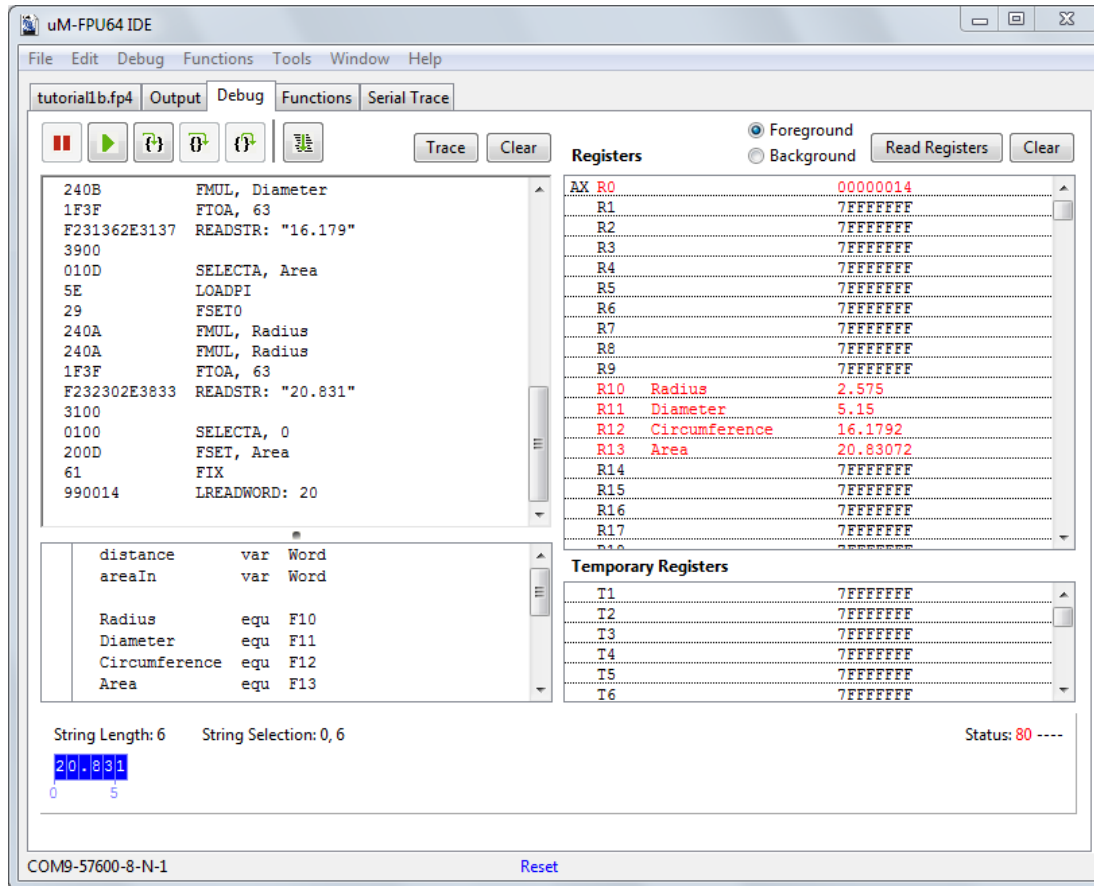 uM-FPU64 IDE
File Edit Debug Functions Tools Window Help
tutorial1b.fp4 Output Debug Functions Serial Trace
Trace Clear
Registers
Foreground
Background
Read Registers Clear
240B FMUL, Diameter
1F3F FTOA, 63
F231362E3137 READSTR: "16.179"
3900
010D SELECTA, Area
5E LOADPI
29 FSET0
240A FMUL, Radius
240A FMUL, Radius
1F3F FTOA, 63
F232302E3833 READSTR: "20.831"
3100
0100 SELECTA, 0
200D FSET, Area
61 FIX
990014 LREADWORD: 20
AX R0 00000014
R1 7FFFFFFF
R2 7FFFFFFF
R3 7FFFFFFF
R4 7FFFFFFF
R5 7FFFFFFF
R6 7FFFFFFF
R7 7FFFFFFF
R8 7FFFFFFF
R9 7FFFFFFF
R10 Radius 2.575
R11 Diameter 5.15
R12 Circumference 16.1792
R13 Area 20.83072
R14 7FFFFFFF
R15 7FFFFFFF
R16 7FFFFFFF
R17 7FFFFFFF
distance var Word
areaIn var Word
Radius equ F10
Diameter equ F11
Circumference equ F12
Area equ F13
Temporary Registers
T1 7FFFFFFF
T2 7FFFFFFF
T3 7FFFFFFF
T4 7FFFFFFF
T5 7FFFFFFF
T6 7FFFFFFF
String Length: 6 String Selection: 0, 6 Status: 80 ----
20.831
0 5
COM9-57600-8-N-1 Reset